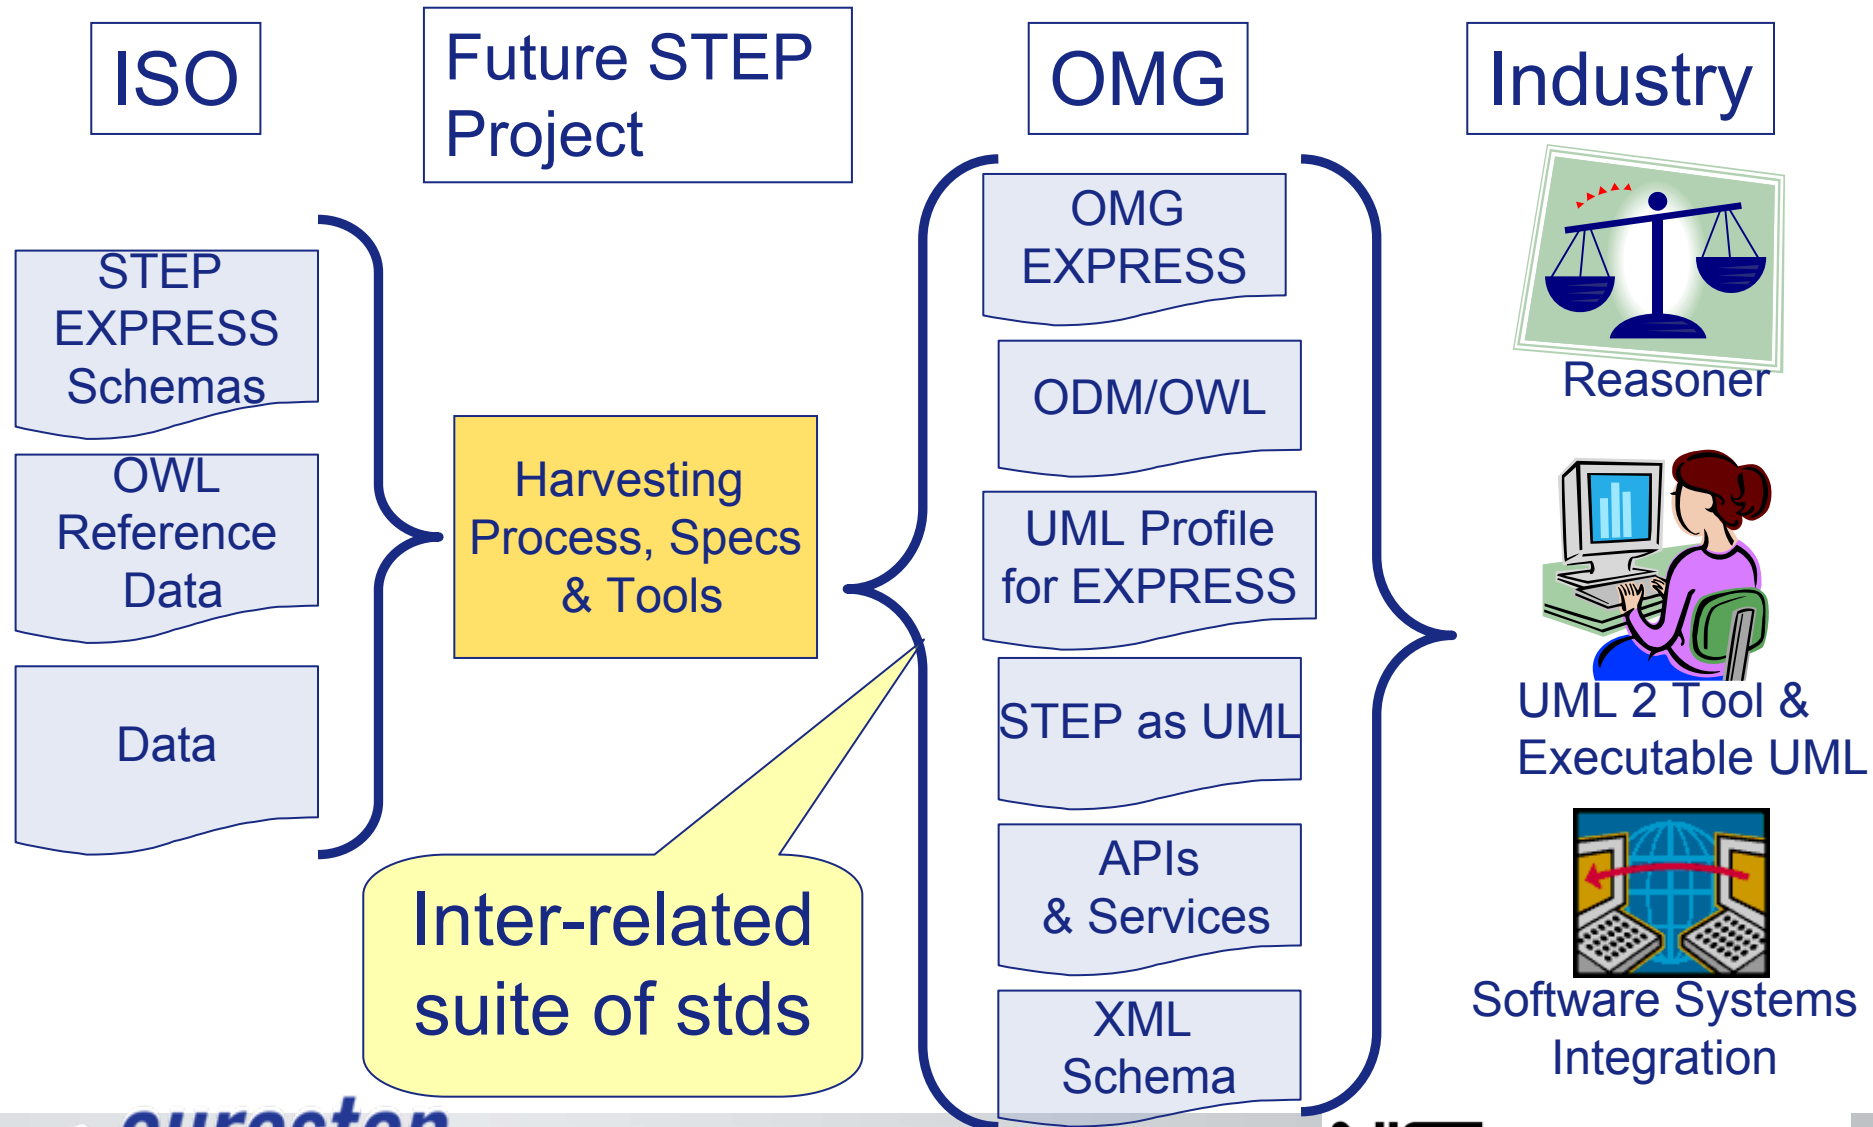 ISO
Future STEP
Project
OMG
Industry
STEP
EXPRESS
Schemas
OWL
Reference
Data
Data
Harvesting
Process, Specs
& Tools
Inter-related
suite of stds
OMG
EXPRESS
ODM/OWL
UML Profile
for EXPRESS
STEP as UML
APIs
& Services
XML
Schema
Reasoner
UML 2 Tool &
Executable UML
Software Systems
Integration